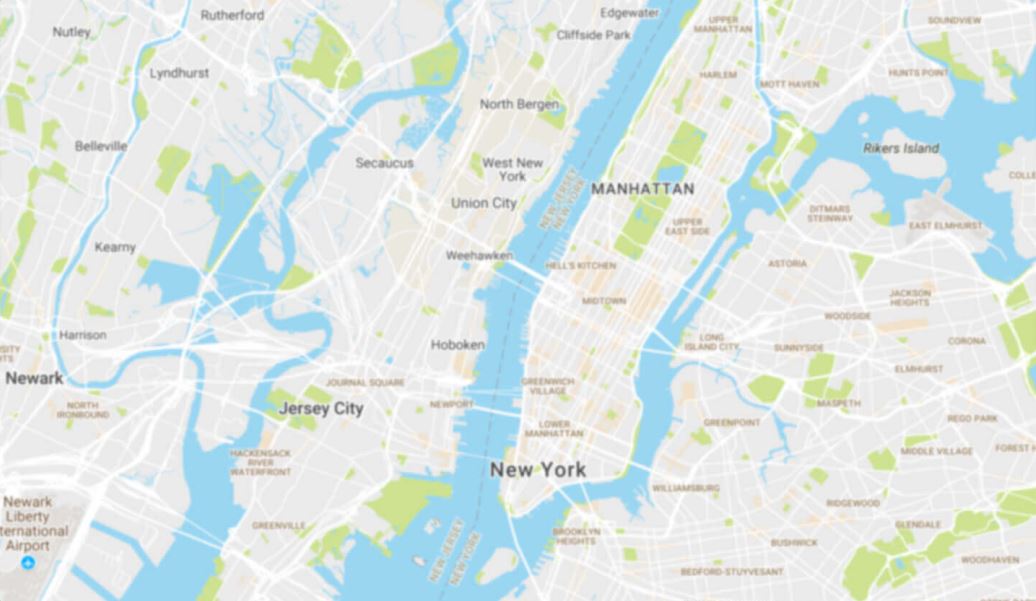 Rutherford
Edgewater
Nutley
Cliffside Park
UPPER
MANHATTAN
SOUNDVIEW
Lyndhurst
HARLEM
MOTT HAVEN
HUNTS POINT
North Bergen
Belleville
Secaucus
West New
York
Rikers Island
MANHATTAN
COLLE
NEW JERSEY
NEW YORK
Union City
DITMARS
STEINWAY
UPPER
EAST SIDE
EAST ELMHURST
Kearny
Weehawken
HELL'S KITCHEN
ASTORIA
MIDTOWN
JACKSON
HEIGHTS
WOODSIDE
Harrison
Hoboken
LONG
ISLAND CITY
SUNNYSIDE
CORONA
SITY
TS
Newark
JOURNAL SQUARE
GREENWICH
VILLAGE
ELMHURST
NORTH
IRONBOUND
Jersey City
NEWPORT
MASPETH
LOWER
MANHATTAN
GREENPOINT
REGO PARK
HACKENSACK
RIVER
WATERFRONT
MIDDLE VILLAGE
FOREST H
New York
WILLIAMSBURG
RIDGEWOOD
Newark
Liberty
ternational
Airport
GREENVILLE
NEW JERSEY
NEW YORK
BROOKLYN
HEIGHTS
GLENDALE
BUSHWICK
WOODHAVEN
BEDFORD-STUYVESANT